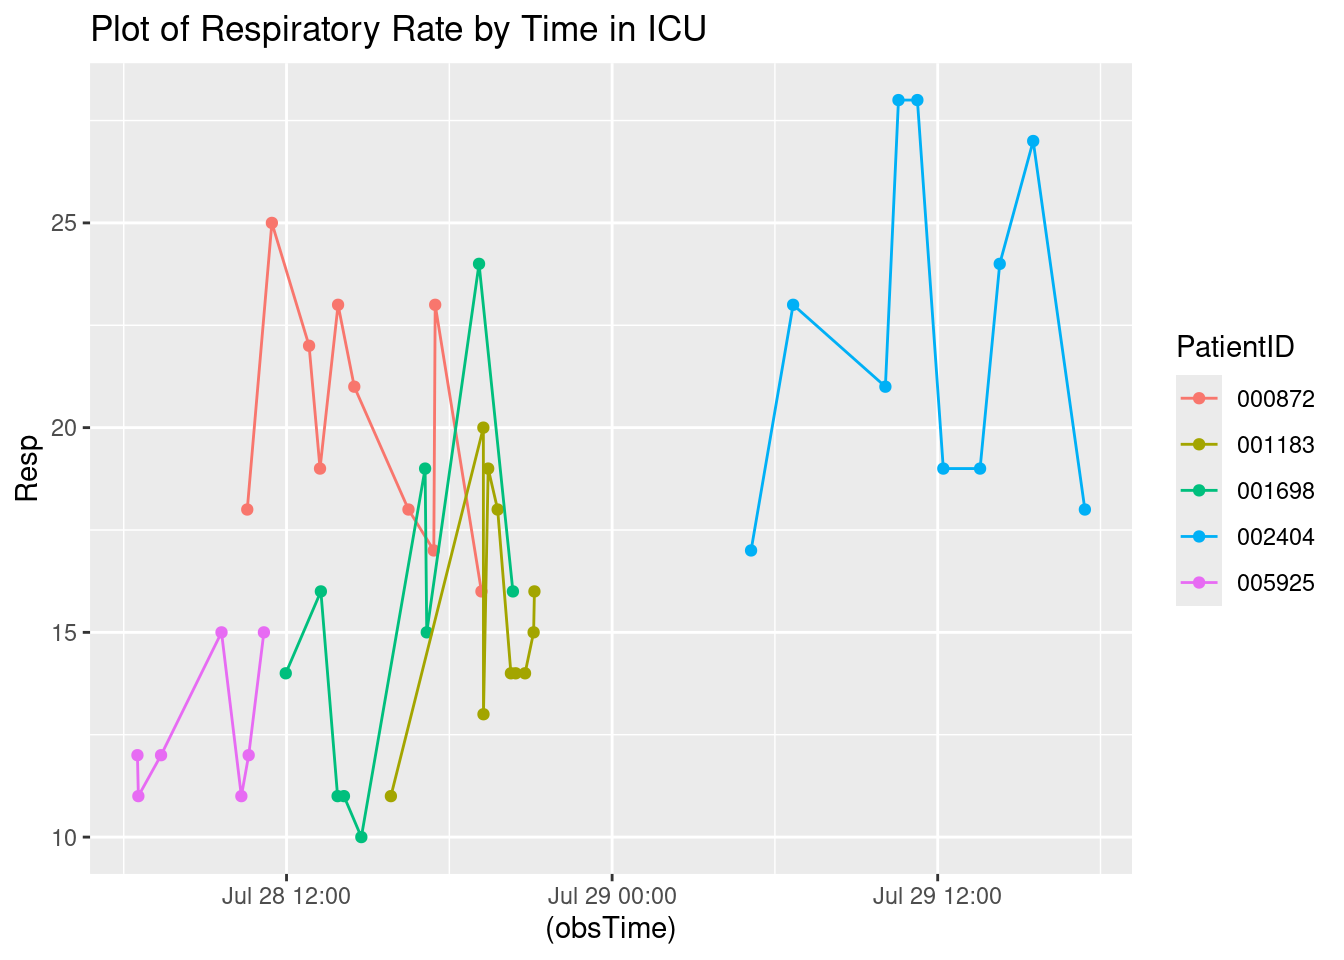 Plot of Respiratory Rate by Time in ICU
25
20
15
10
Resp
Jul 28 12:00
Jul 29 00:00
Jul 29 12:00
(obsTime)
PatientID
000872
001183
001698
002404
005925